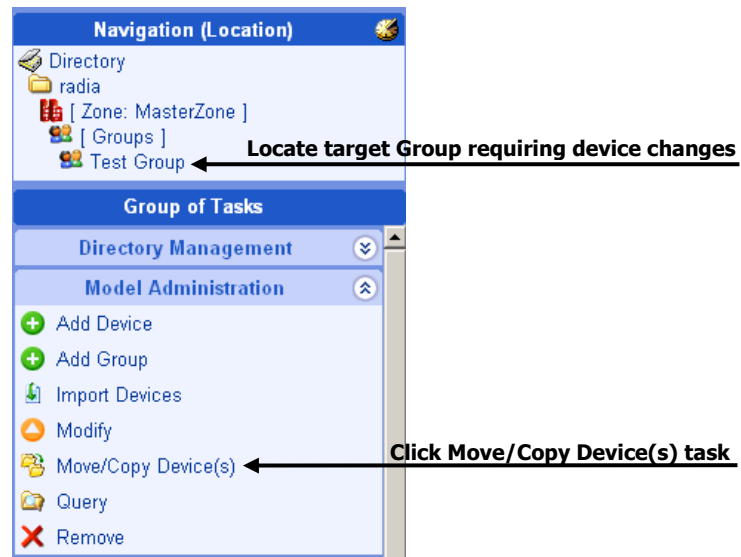 Navigation (Location)
Directory
radia
[ Zone: MasterZone ]
[ Groups ]
Test Group
Locate target Group requiring device changes
Group of Tasks
Directory Management
Model Administration
Add Device
Add Group
Import Devices
Modify
Move/Copy Device(s)
Click Move/Copy Device(s) task
Query
Remove